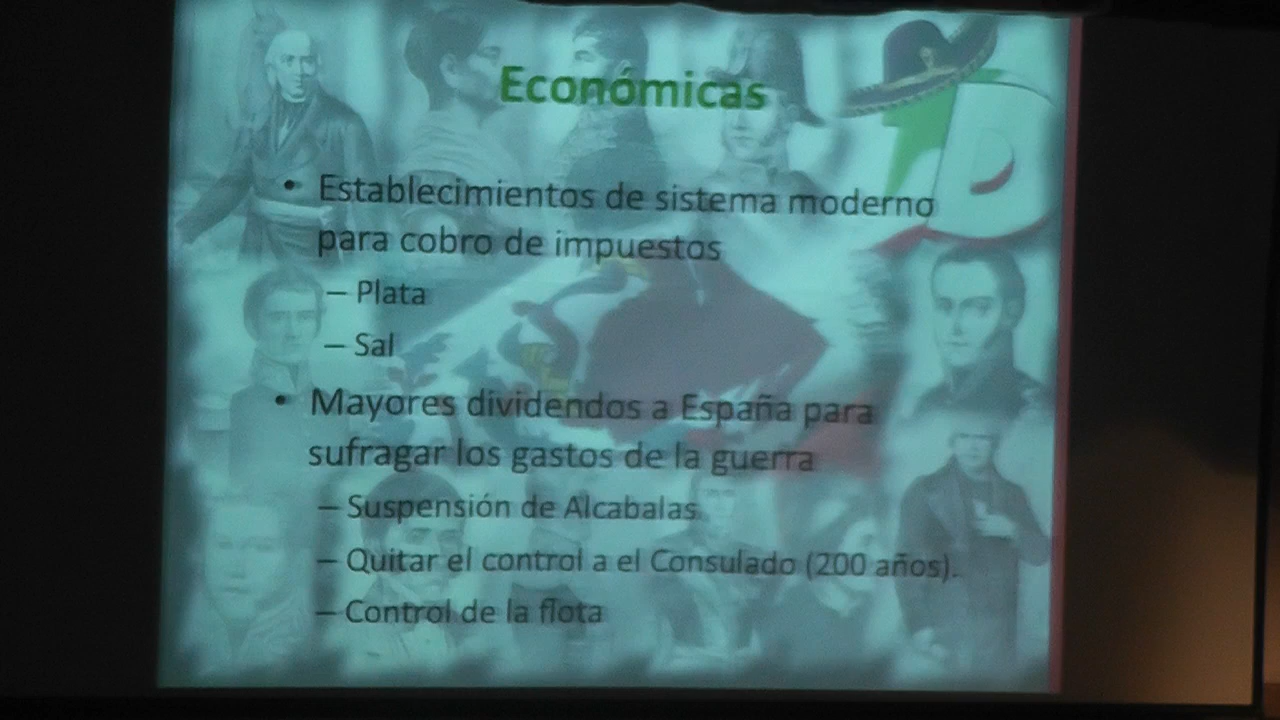 Económicas
• Establecimientos de sistema moderno
para cobro de impuestos
– Plata
– Sal
• Mayores dividendos a España para
sufragar los gastos de la guerra
– Suspensión de Alcabalas.
– Quitar el control a el Consulado (200 años).
– Control de la flota